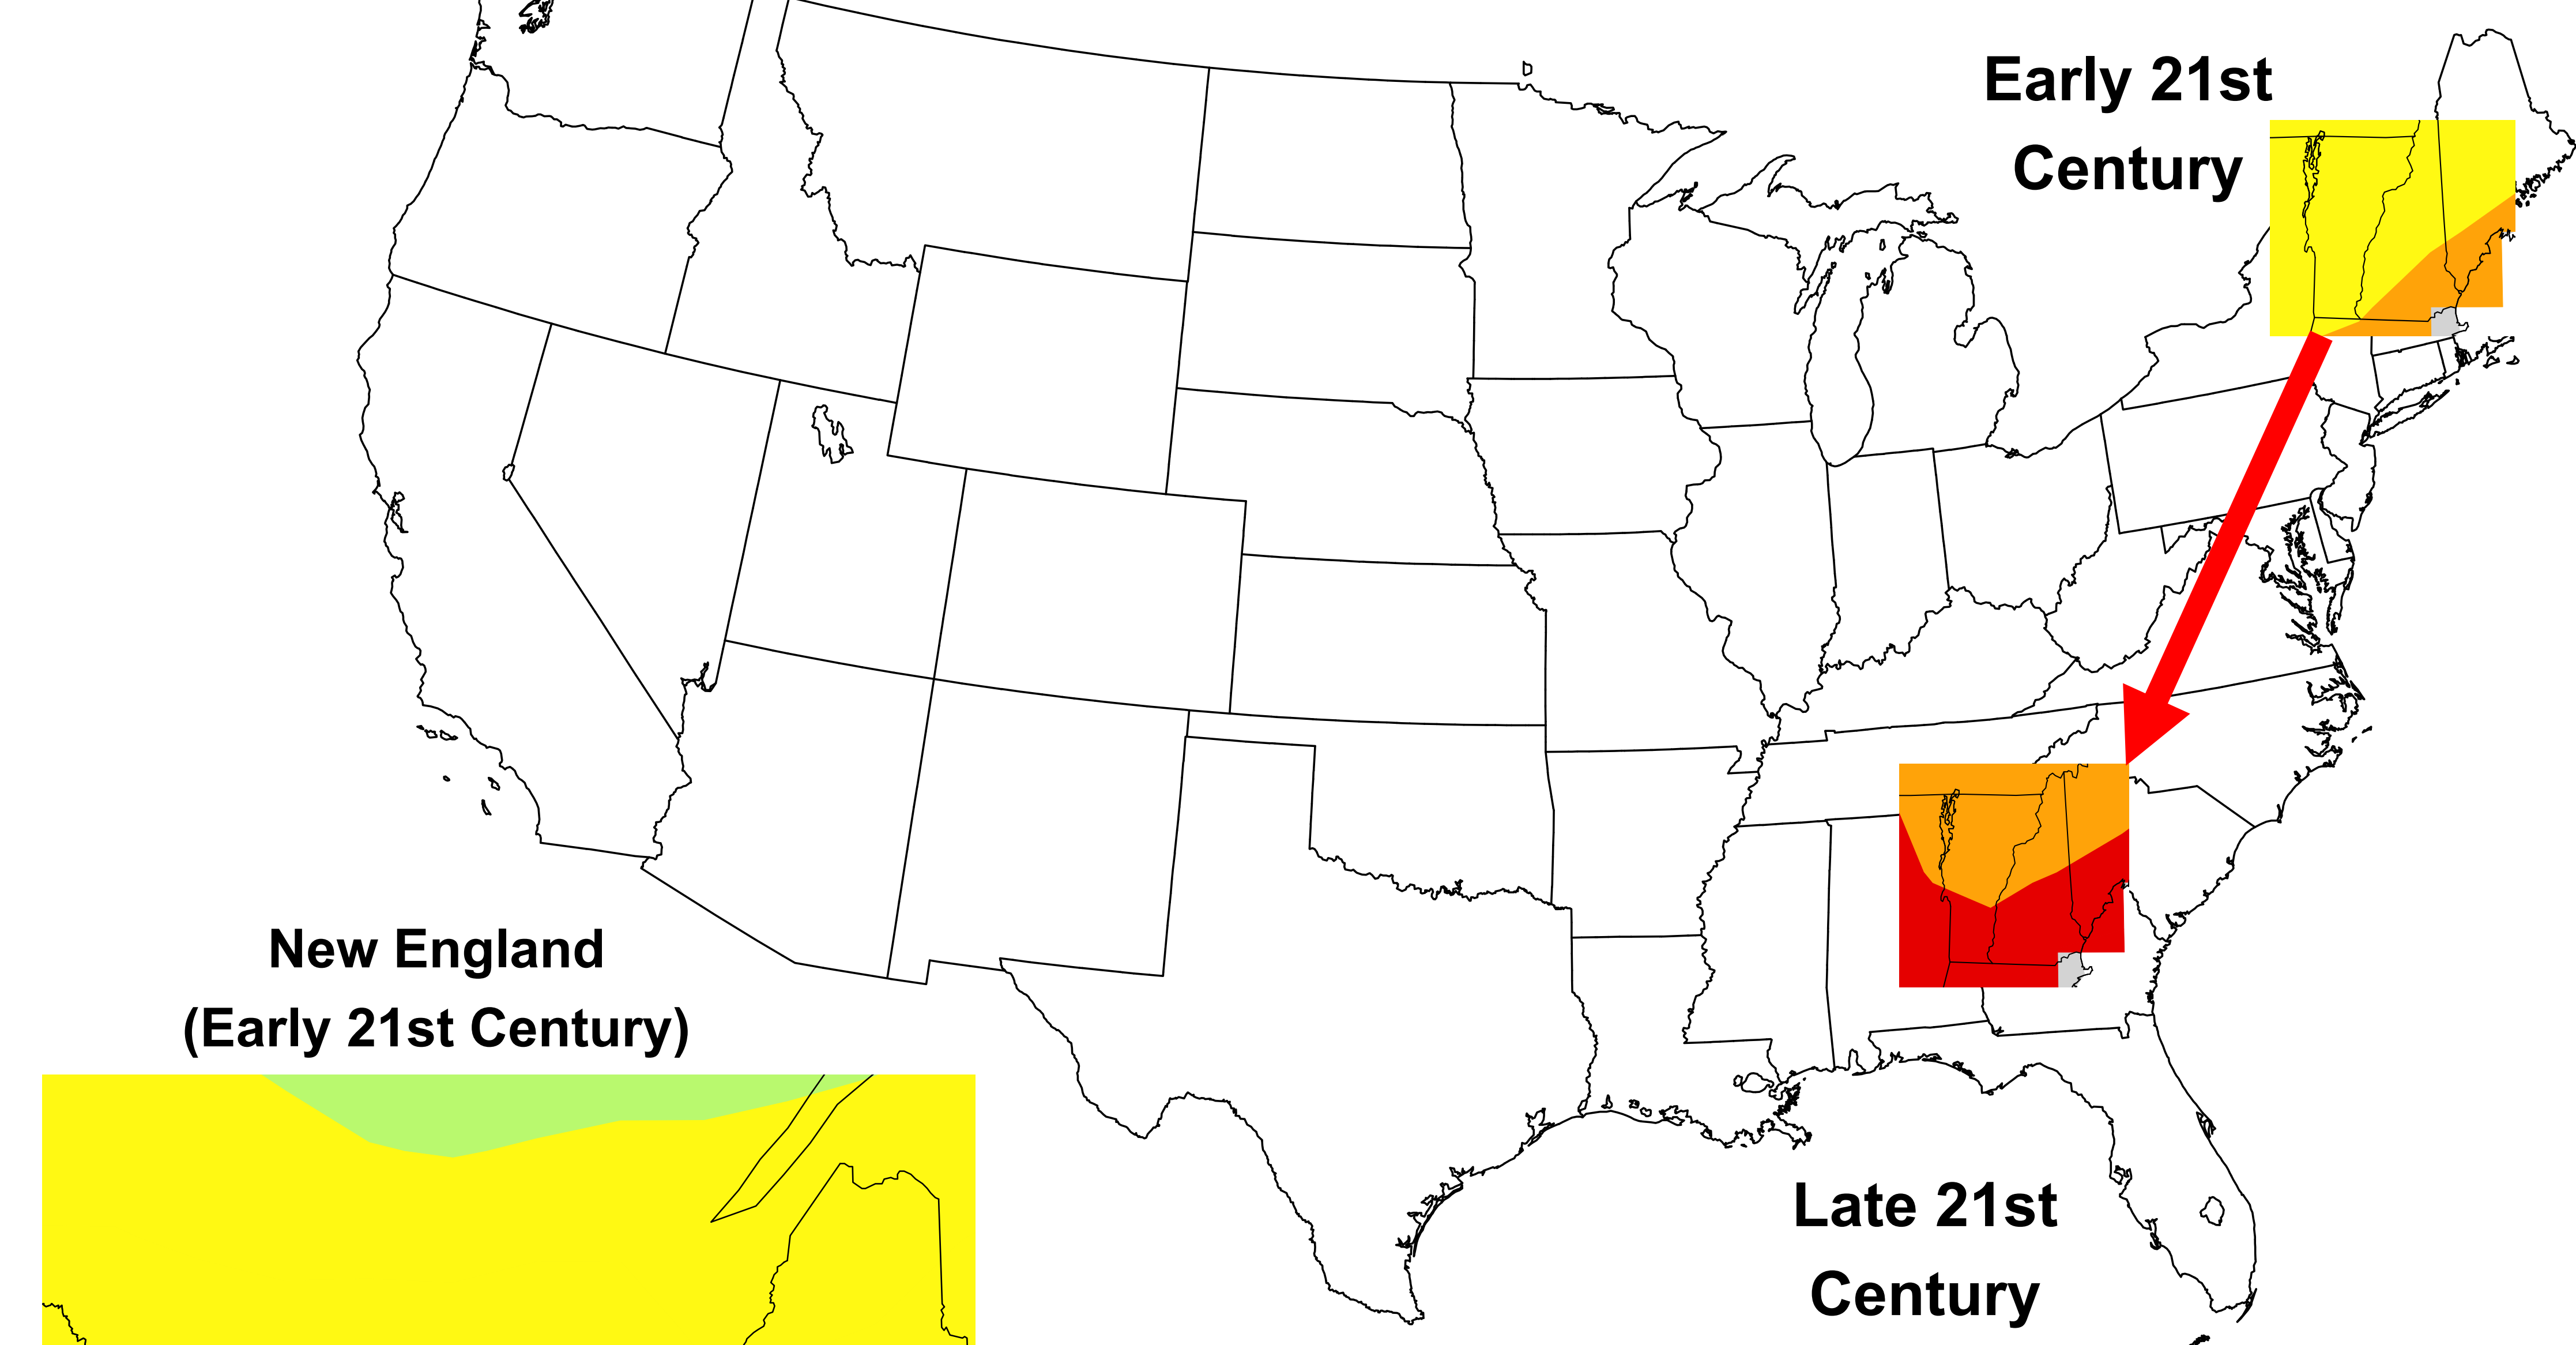 Early 21st
Century
New England
(Early 21st Century)
Late 21st
Century